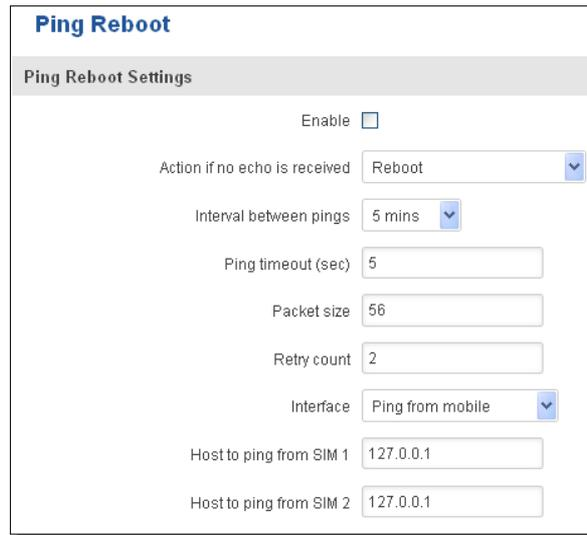 Ping Reboot
Ping Reboot Settings
Enable
Action if no echo is received Reboot
Interval between pings 5 mins
Ping timeout (sec) 5
Packet size 56
Retry count 2
Interface Ping from mobile
Host to ping from SIM 1 127.0.0.1
Host to ping from SIM 2 127.0.0.1